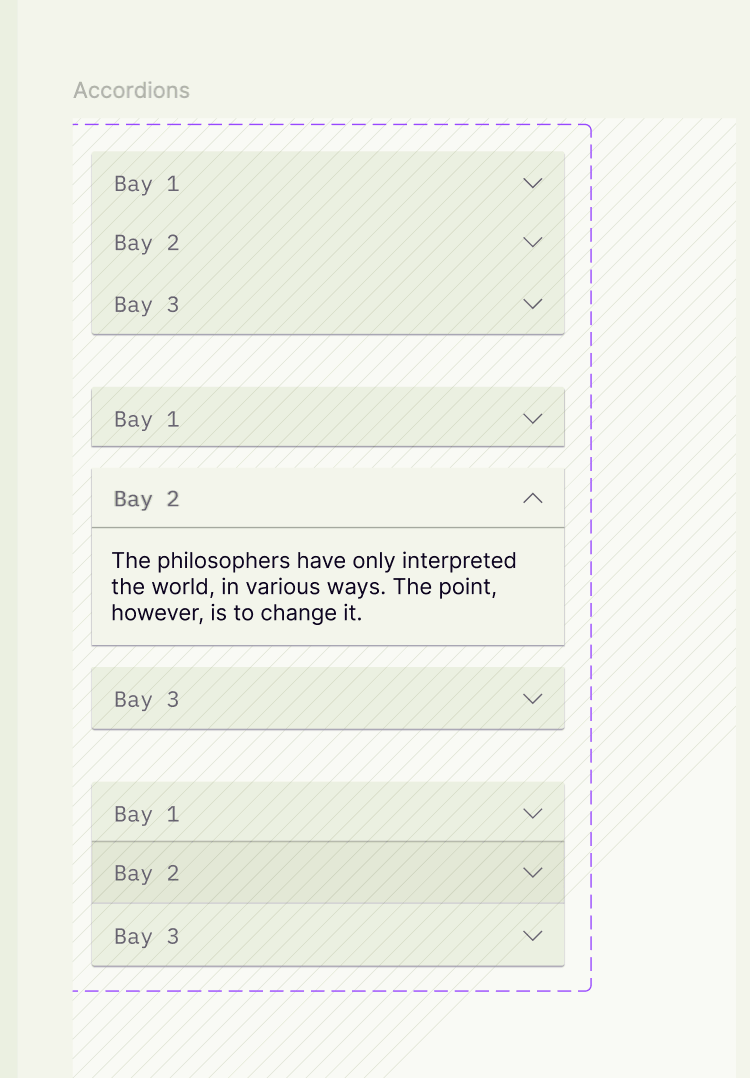 Accordions
Bay 1
Bay 2
Bay 3
Bay 1
Bay 2
The philosophers have only interpreted
the world, in various ways. The point,
however, is to change it.
Bay 3
Bay 1
Bay 2
Bay 3